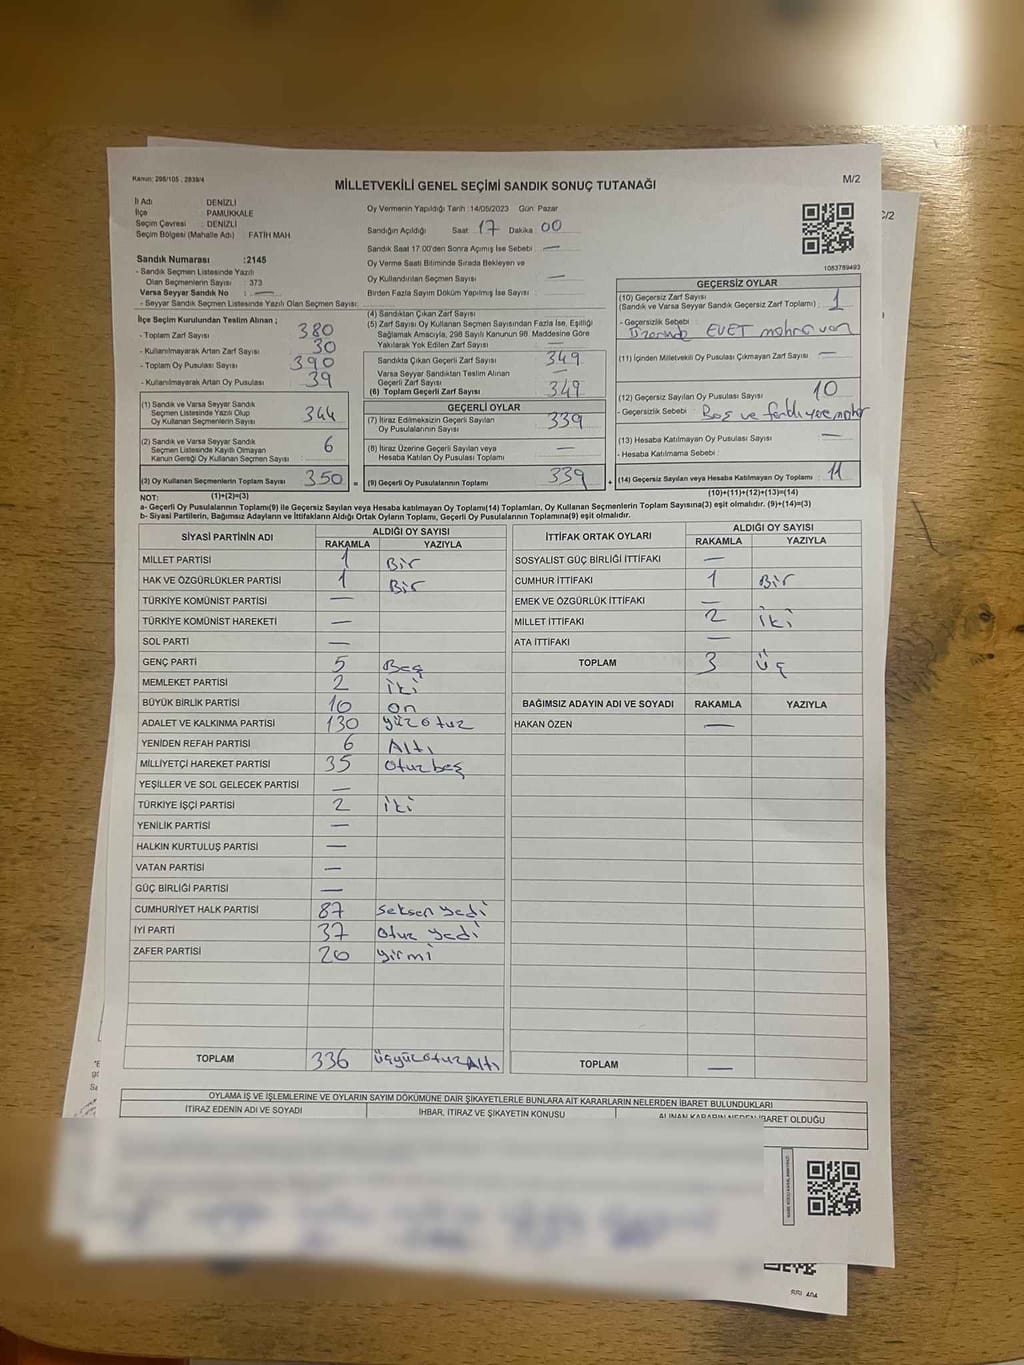 Kanun: 298/105 , 2839/4
MİLLETVEKİLİ GENEL SEÇİMİ SANDIK SONUÇ TUTANAĞI
M/2
C/2
İl Adı DENİZLİ
İlçe PAMUKKALE
Seçim Çevresi DENİZLİ
Seçim Bölgesi (Mahalle Adı) : FATİH MAH.
Oy Vermenin Yapıldığı Tarih :14/05/2023 Gün: Pazar
Sandığın Açıldığı Saat: 17 Dakika: 00
Sandık Saat 17:00'den Sonra Açılmış İse Sebebi : —
Oy Verme Saati Bitiminde Sırada Bekleyen ve
Oy Kullandırılan Seçmen Sayısı : —
Birden Fazla Sayım Döküm Yapılmış İse Sayısı : —
1083789493
Sandık Numarası :2145
- Sandık Seçmen Listesinde Yazılı
Olan Seçmenlerin Sayısı : 373
Varsa Seyyar Sandık No : —
- Seyyar Sandık Seçmen Listesinde Yazılı Olan Seçmen Sayısı:
İlçe Seçim Kurulundan Teslim Alınan ;
- Toplam Zarf Sayısı : 380
- Kullanılmayarak Artan Zarf Sayısı : 30
- Toplam Oy Pusulası Sayısı : 390
- Kullanılmayarak Artan Oy Pusulası : 39
(1) Sandık ve Varsa Seyyar Sandık
Seçmen Listesinde Yazılı Olup
Oy Kullanan Seçmenlerin Sayısı : 344
(2) Sandık ve Varsa Seyyar Sandık
Seçmen Listesinde Kayıtlı Olmayan
Kanun Gereği Oy Kullanan Seçmen Sayısı : 6
(3) Oy Kullanan Seçmenlerin Toplam Sayısı : 350 =
(4) Sandıktan Çıkan Zarf Sayısı
(5) Zarf Sayısı Oy Kullanan Seçmen Sayısından Fazla İse, Eşitliği
Sağlamak Amacıyla, 298 Sayılı Kanunun 98. Maddesine Göre
Yakılarak Yok Edilen Zarf Sayısı : —
Sandıkta Çıkan Geçerli Zarf Sayısı : 349
Varsa Seyyar Sandıktan Teslim Alınan
Geçerli Zarf Sayısı : —
(6) Toplam Geçerli Zarf Sayısı : 349
GEÇERLİ OYLAR
(7) İtiraz Edilmeksizin Geçerli Sayılan
Oy Pusulalarının Sayısı : 339
(8) İtiraz Üzerine Geçerli Sayılan veya
Hesaba Katılan Oy Pusulası Toplamı : —
(9) Geçerli Oy Pusulalarının Toplamı : 339 +
GEÇERSİZ OYLAR
(10) Geçersiz Zarf Sayısı
(Sandık ve Varsa Seyyar Sandık Geçersiz Zarf Toplamı) : 1
- Geçersizlik Sebebi : Üzerinde EVET mührü var
(11) İçinden Milletvekili Oy Pusulası Çıkmayan Zarf Sayısı : —
(12) Geçersiz Sayılan Oy Pusulası Sayısı : 10
- Geçersizlik Sebebi : Boş ve
(13) Hesaba Katılmayan Oy Pusulası Sayısı : —
- Hesaba Katılmama Sebebi :
(14) Geçersiz Sayılan veya Hesaba Katılmayan Oy Toplamı : 11
NOT: (1)+(2)=(3) (10)+(11)+(12)+(13)=(14)
a- Geçerli Oy Pusulalarının Toplamı(9) ile Geçersiz Sayılan veya Hesaba katılmayan Oy Toplamı(14) Toplamları, Oy Kullanan Seçmenlerin Toplam Sayısına(3) eşit olmalıdır. (9)+(14)=(3)
b- Siyasi Partilerin, Bağımsız Adayların ve İttifakların Aldığı Ortak Oyların Toplamı, Geçerli Oy Pusulalarının Toplamına(9) eşit olmalıdır.
SİYASİ PARTİNİN ADI ALDIĞI OY SAYISI
RAKAMLA YAZIYLA
MİLLET PARTİSİ 1 Bir
HAK VE ÖZGÜRLÜKLER PARTİSİ 1 Bir
TÜRKİYE KOMÜNİST PARTİSİ —
TÜRKİYE KOMÜNİST HAREKETİ —
SOL PARTİ —
GENÇ PARTİ 5 Beş
MEMLEKET PARTİSİ 2 iki
BÜYÜK BİRLİK PARTİSİ 10 on
ADALET VE KALKINMA PARTİSİ 130 yüzotuz
YENİDEN REFAH PARTİSİ 6 Altı
MİLLİYETÇİ HAREKET PARTİSİ 35 otuzbeş
YEŞİLLER VE SOL GELECEK PARTİSİ —
TÜRKİYE İŞÇİ PARTİSİ 2 iki
YENİLİK PARTİSİ —
HALKIN KURTULUŞ PARTİSİ —
VATAN PARTİSİ —
GÜÇ BİRLİĞİ PARTİSİ —
CUMHURİYET HALK PARTİSİ 87 seksen yedi
İYİ PARTİ 37 otuz yedi
ZAFER PARTİSİ 20 yirmi
TOPLAM 336 üçyüzotuzAltı
İTTİFAK ORTAK OYLARI ALDIĞI OY SAYISI
RAKAMLA YAZIYLA
SOSYALİST GÜÇ BİRLİĞİ İTTİFAKI —
CUMHUR İTTİFAKI 1 Bir
EMEK VE ÖZGÜRLÜK İTTİFAKI —
MİLLET İTTİFAKI 2 iki
ATA İTTİFAKI —
TOPLAM 3 üç
BAĞIMSIZ ADAYIN ADI VE SOYADI RAKAMLA YAZIYLA
HAKAN ÖZEN —
TOPLAM —
OYLAMA İŞ VE İŞLEMLERİNE VE OYLARIN SAYIM DÖKÜMÜNE DAİR ŞİKAYETLERLE BUNLARA AİT KARARLARIN NELERDEN İBARET BULUNDUKLARI
İTİRAZ EDENİN ADI VE SOYADI İHBAR, İTİRAZ VE ŞİKAYETİN KONUSU ALINAN KARARIN NEDEN İBARET OLDUĞU